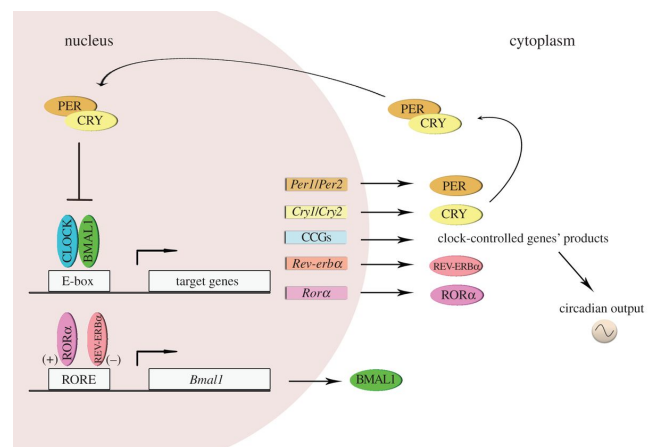 nucleus
cytoplasm
PER
CRY
PER
CRY
Per1/Per2
PER
Cry1/Cry2
CRY
CCGs
clock-controlled genes' products
Rev-erbα
REV-ERBα
Rorα
RORα
circadian output
CLOCK
BMAL1
E-box
target genes
(+)
RORα
REV-ERBα
(–)
RORE
Bmal1
BMAL1